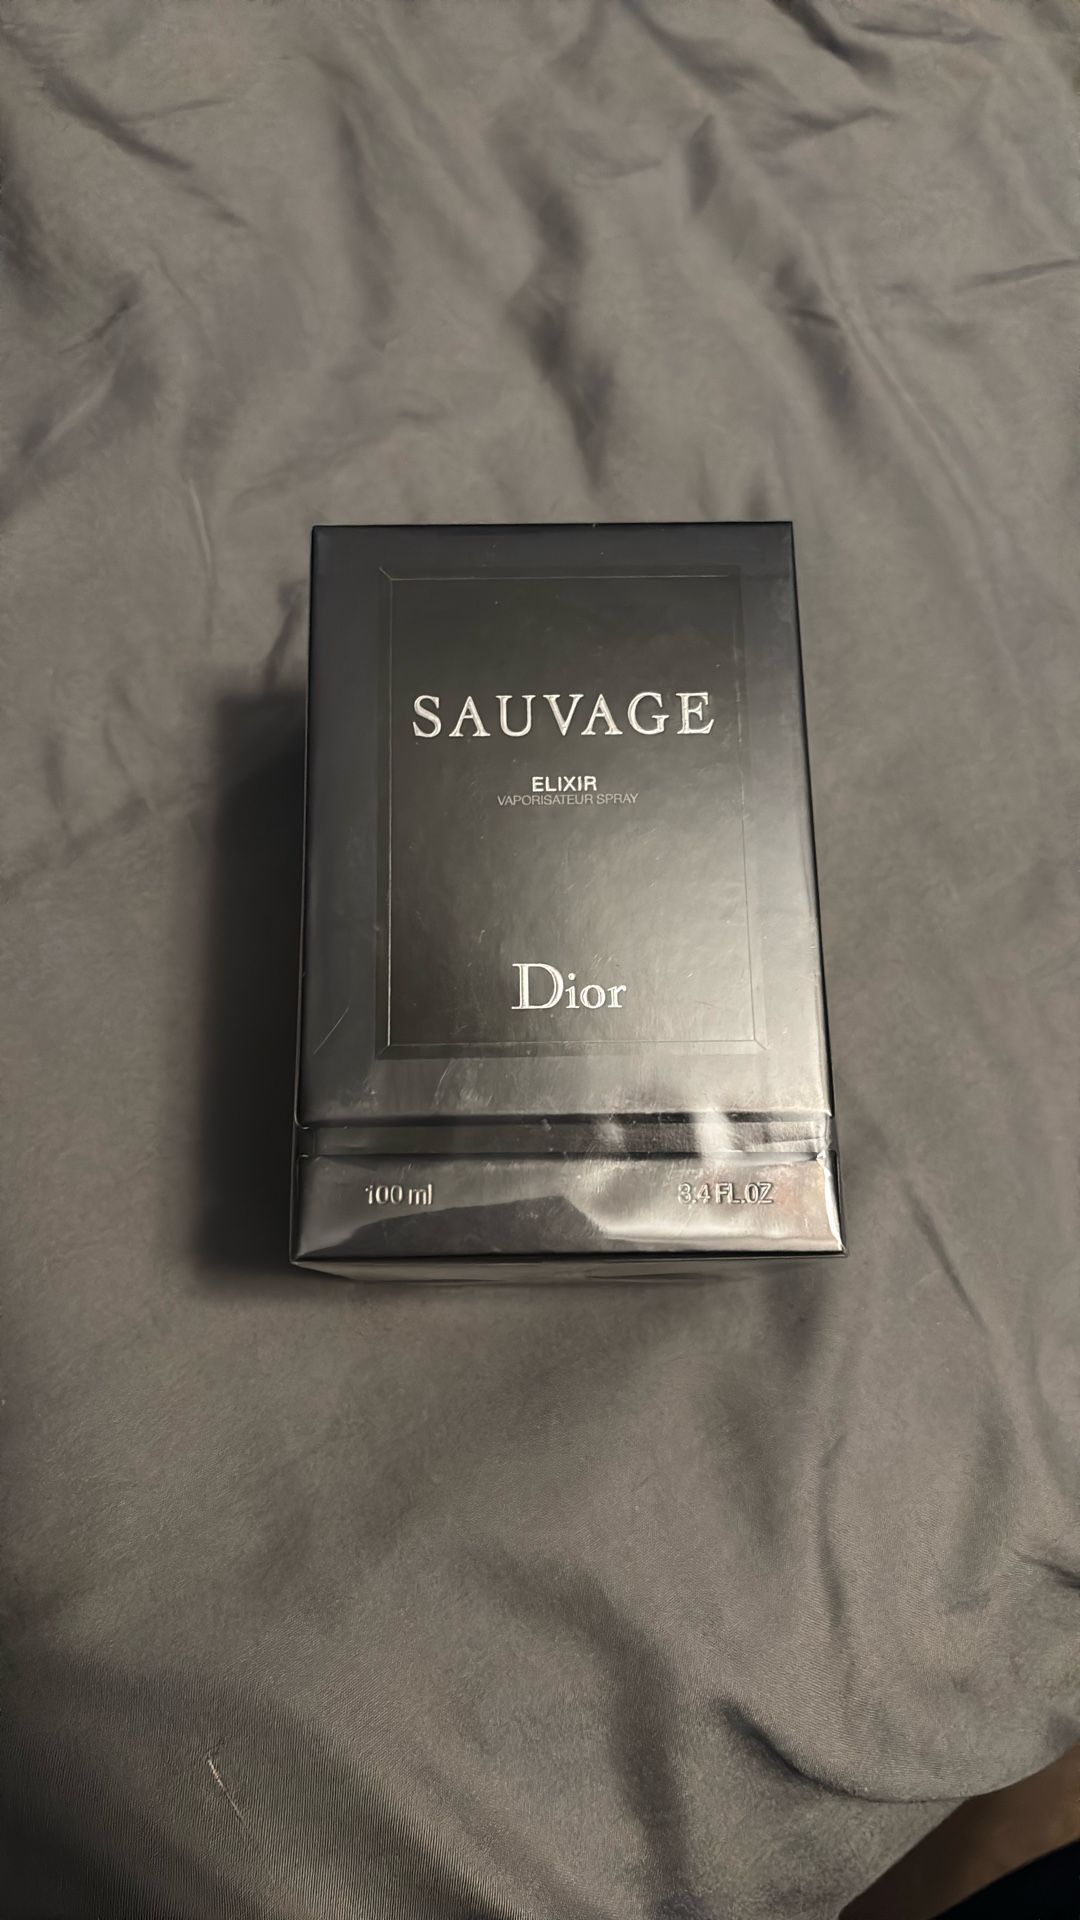 SAUVAGE
ELIXIR
VAPORISATEUR SPRAY
Dior
100 ml 3.4 FL.OZ